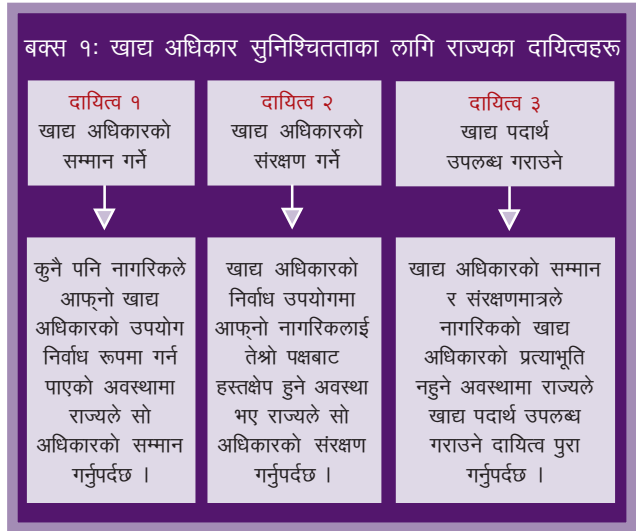 बक्स १: खाद्य अधिकार सुनिश्चितताका लागि राज्यका दायित्वहरू
दायित्व १
खाद्य अधिकारको
सम्मान गर्ने
दायित्व २
खाद्य अधिकारको
संरक्षण गर्ने
दायित्व ३
खाद्य पदार्थ
उपलब्ध गराउने
कुनै पनि नागरिकले
आफ्नो खाद्य
अधिकारको उपयोग
निर्वाध रूपमा गर्न
पाएको अवस्थामा
राज्यले सो
अधिकारको सम्मान
गर्नुपर्दछ ।
खाद्य अधिकारको
निर्वाध उपयोगमा
आफ्नो नागरिकलाई
तेश्रो पक्षबाट
हस्तक्षेप हुने अवस्था
भए राज्यले सो
अधिकारको संरक्षण
गर्नुपर्दछ ।
खाद्य अधिकारको सम्मान
र संरक्षणमात्रले
नागरिकको खाद्य
अधिकारको प्रत्याभूति
नहुने अवस्थामा राज्यले
खाद्य पदार्थ उपलब्ध
गराउने दायित्व पुरा
गर्नुपर्दछ ।